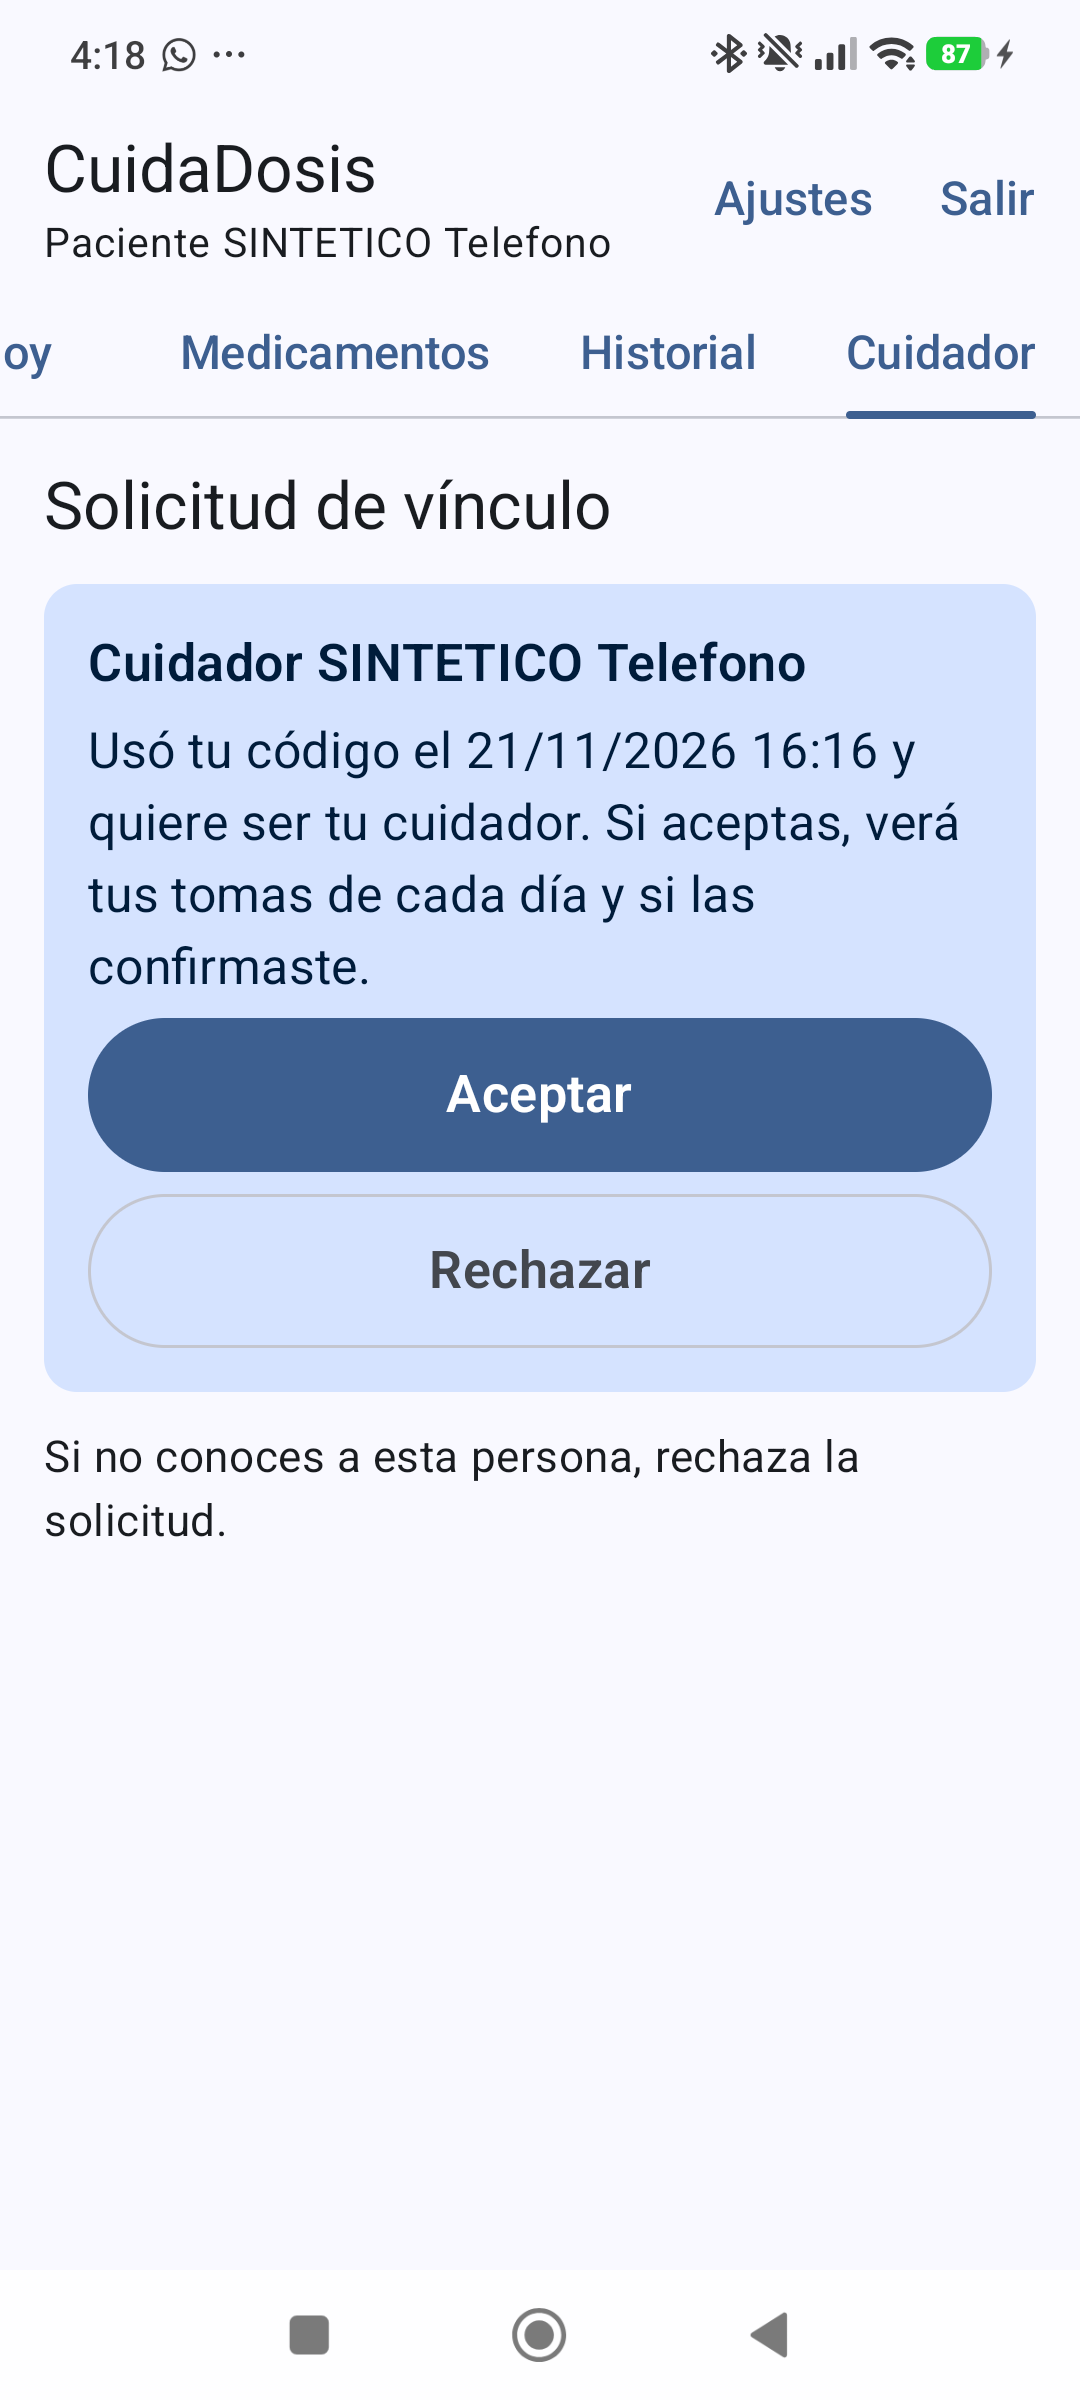 4:18
87
CuidaDosis
Paciente SINTETICO Telefono
Ajustes
Salir
oy
Medicamentos
Historial
Cuidador
Solicitud de vínculo
Cuidador SINTETICO Telefono
Usó tu código el 21/11/2026 16:16 y
quiere ser tu cuidador. Si aceptas, verá
tus tomas de cada día y si las
confirmaste.
Aceptar
Rechazar
Si no conoces a esta persona, rechaza la
solicitud.